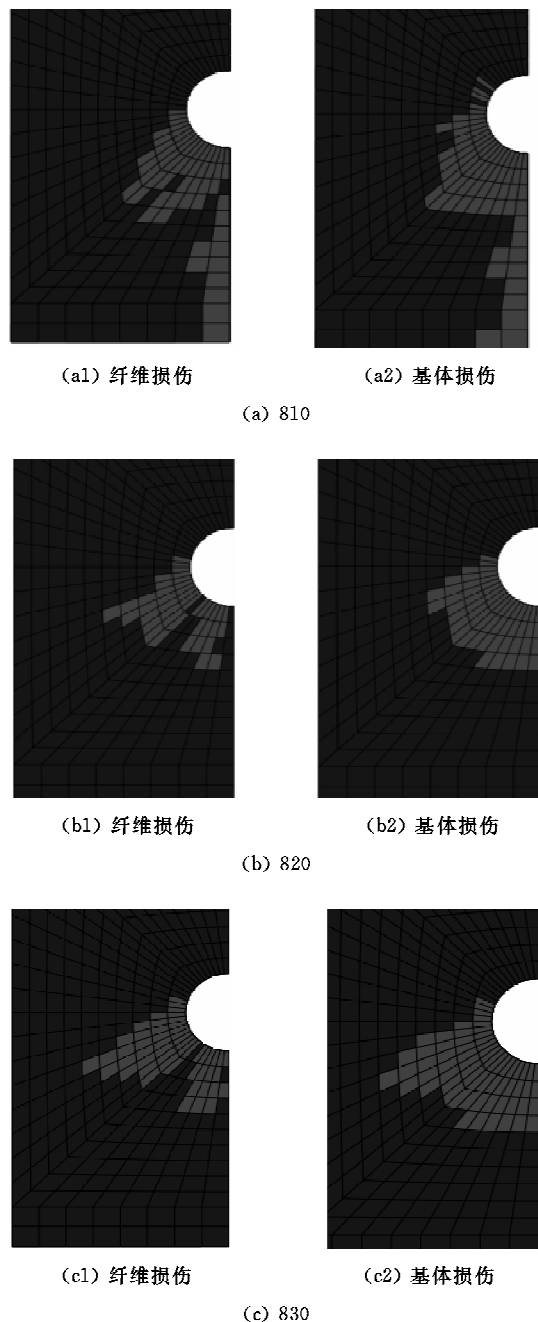 (a1) 纤维损伤 (a2) 基体损伤
(a) 810
(b1) 纤维损伤 (b2) 基体损伤
(b) 820
(c1) 纤维损伤 (c2) 基体损伤
(c) 830